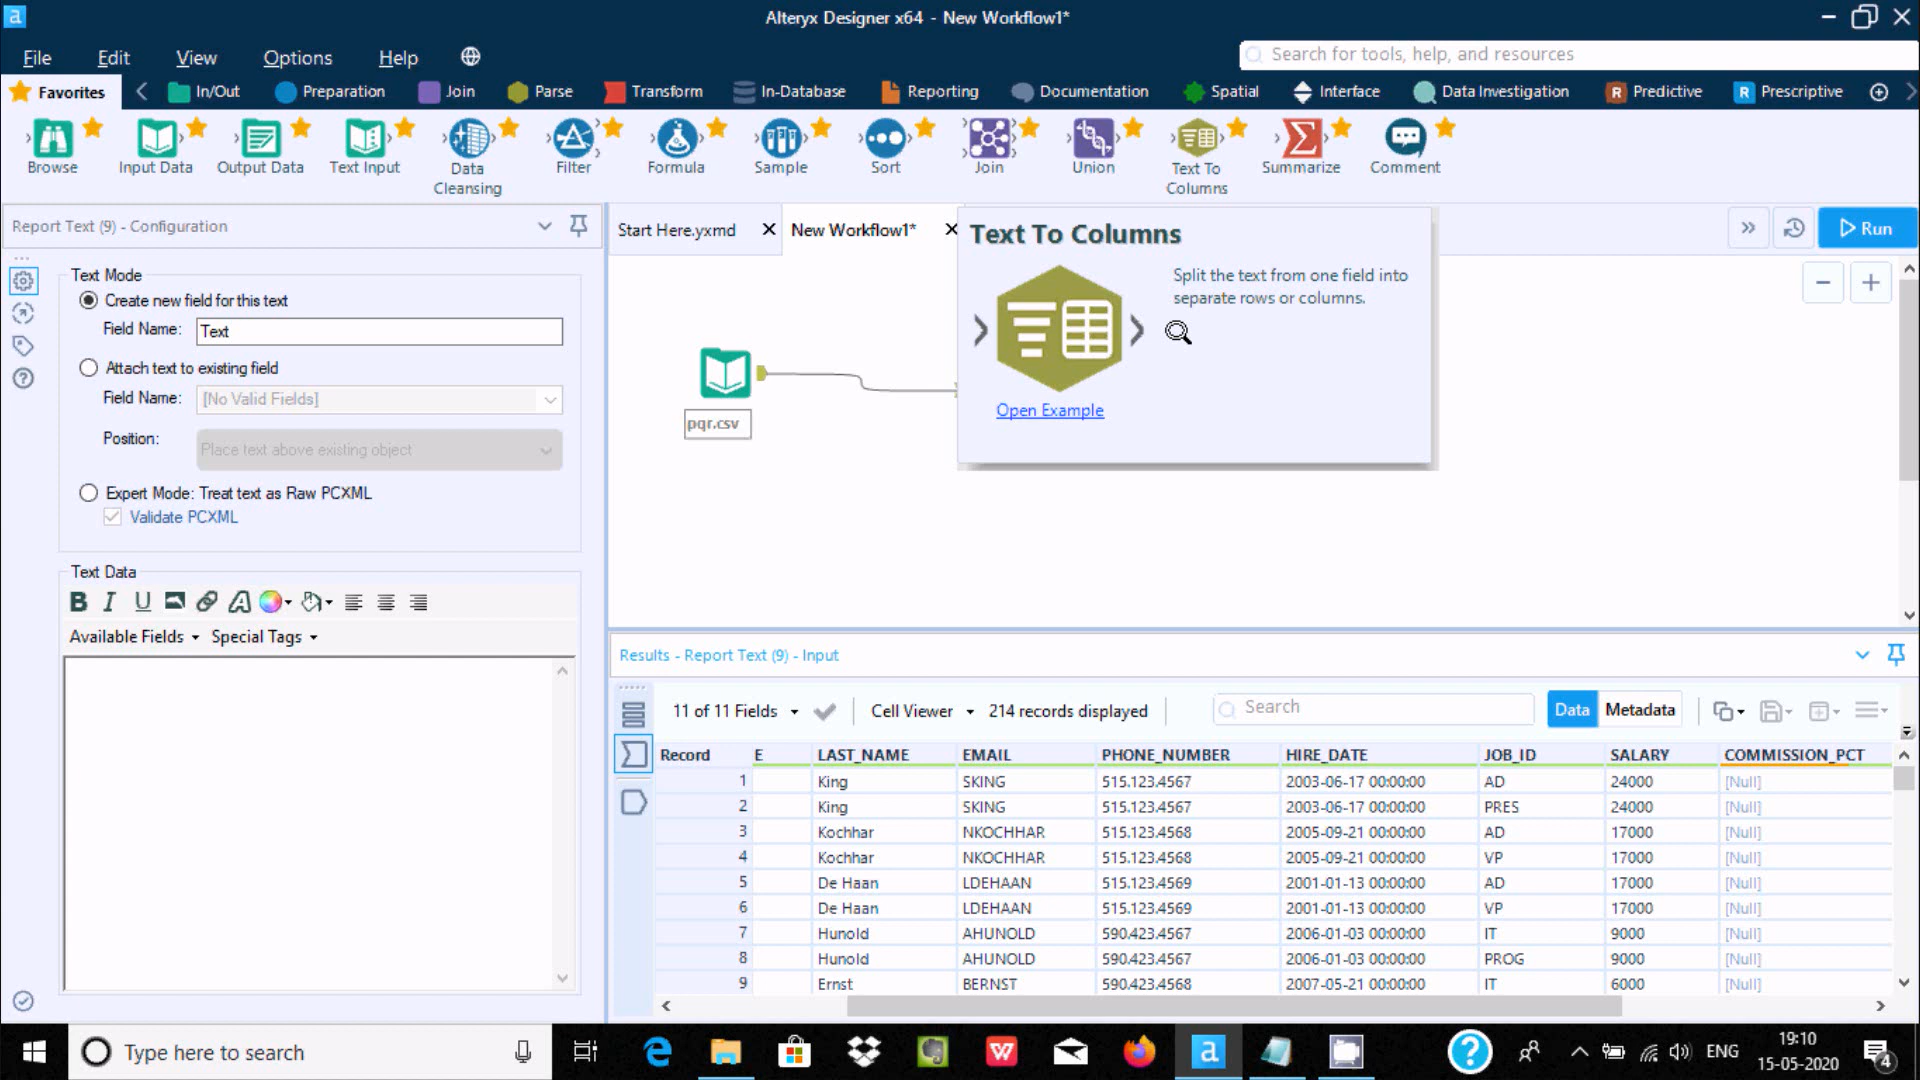 Alteryx Designer x64 - New Workflow1*
File Edit View Options Help
Search for tools, help, and resources
Favorites In/Out Preparation Join Parse Transform In-Database Reporting Documentation Spatial Interface Data Investigation Predictive Prescriptive
Browse Input Data Output Data Text Input Data Cleansing Filter Formula Sample Sort Join Union Text To Columns Summarize Comment
Report Text (9) - Configuration
Start Here.yxmd New Workflow1*
Run
Text To Columns
Split the text from one field into
separate rows or columns.
Open Example
pqr.csv
Text Mode
Create new field for this text
Field Name: Text
Attach text to existing field
Field Name: [No Valid Fields]
Position: Place text above existing object
Expert Mode: Treat text as Raw PCXML
Validate PCXML
Text Data
B I U A
Available Fields Special Tags
Results - Report Text (9) - Input
11 of 11 Fields Cell Viewer 214 records displayed Search Data Metadata
Record E LAST_NAME EMAIL PHONE_NUMBER HIRE_DATE JOB_ID SALARY COMMISSION_PCT
1 King SKING 515.123.4567 2003-06-17 00:00:00 AD 24000 [Null]
2 King SKING 515.123.4567 2003-06-17 00:00:00 PRES 24000 [Null]
3 Kochhar NKOCHHAR 515.123.4568 2005-09-21 00:00:00 AD 17000 [Null]
4 Kochhar NKOCHHAR 515.123.4568 2005-09-21 00:00:00 VP 17000 [Null]
5 De Haan LDEHAAN 515.123.4569 2001-01-13 00:00:00 AD 17000 [Null]
6 De Haan LDEHAAN 515.123.4569 2001-01-13 00:00:00 VP 17000 [Null]
7 Hunold AHUNOLD 590.423.4567 2006-01-03 00:00:00 IT 9000 [Null]
8 Hunold AHUNOLD 590.423.4567 2006-01-03 00:00:00 PROG 9000 [Null]
9 Ernst BERNST 590.423.4568 2007-05-21 00:00:00 IT 6000 [Null]
Type here to search
ENG
19:10
15-05-2020
4